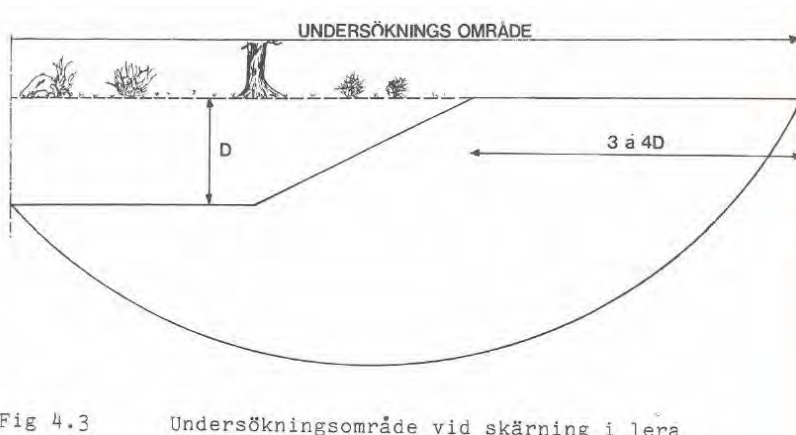 UNDERSÖKNINGS OMRÅDE
D
3 à 4D
Fig 4.3 Undersökningsområde vid skärning i lera